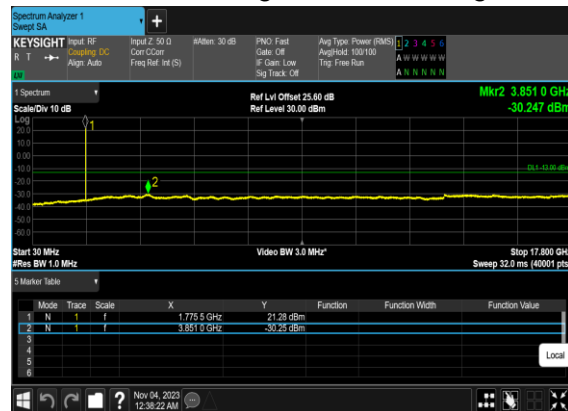 Spectrum Analyzer 1
Swept SA
+
KEYSIGHT Input: RF Input Z: 50 Ω #Atten: 30 dB PNO: Fast Avg Type: Power (RMS) 1 2 3 4 5 6
R T Coupling: DC Corr CCorr Gate: Off Avg|Hold: 100/100 A W W W W W
Align: Auto Freq Ref: Int (S) IF Gain: Low Trig: Free Run
Sig Track: Off A N N N N N
1 Spectrum Ref Lvl Offset 25.60 dB Mkr2 3.851 0 GHz
Scale/Div 10 dB Ref Level 30.00 dBm -30.247 dBm
Log
20.0
10.0
0.00
-10.0
DL1 -13.00 dBm
-20.0
-30.0
-40.0
-50.0
-60.0
1
2
Start 30 MHz Video BW 3.0 MHz* Stop 17.800 GHz
#Res BW 1.0 MHz Sweep 32.0 ms (40001 pts)
5 Marker Table
Mode Trace Scale X Y Function Function Width Function Value
1 N 1 f 1.775 5 GHz 21.28 dBm
2 N 1 f 3.851 0 GHz -30.25 dBm
3
4
5
6
Local
? Nov 04, 2023
12:38:22 AM